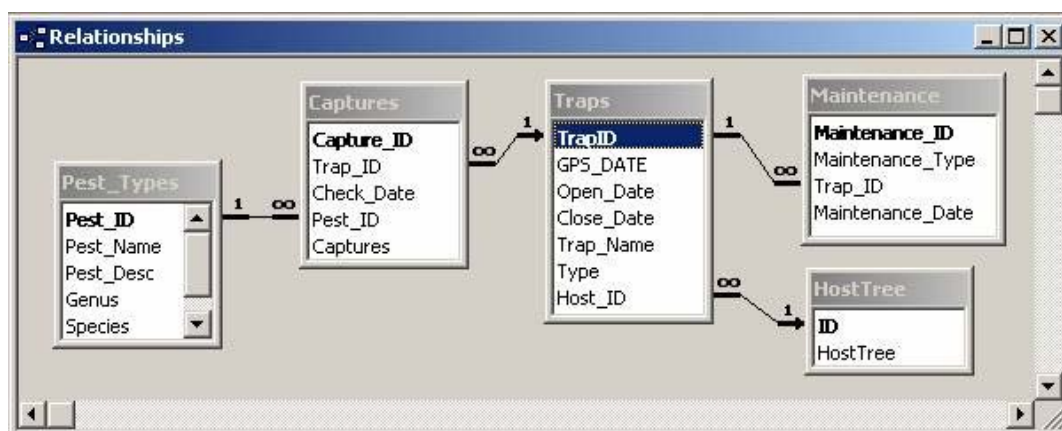 Relationships
Pest_Types
Pest_ID
Pest_Name
Pest_Desc
Genus
Species
1
∞
Captures
Capture_ID
Trap_ID
Check_Date
Pest_ID
Captures
∞
1
Traps
TrapID
GPS_DATE
Open_Date
Close_Date
Trap_Name
Type
Host_ID
1
∞
∞
1
Maintenance
Maintenance_ID
Maintenance_Type
Trap_ID
Maintenance_Date
HostTree
ID
HostTree